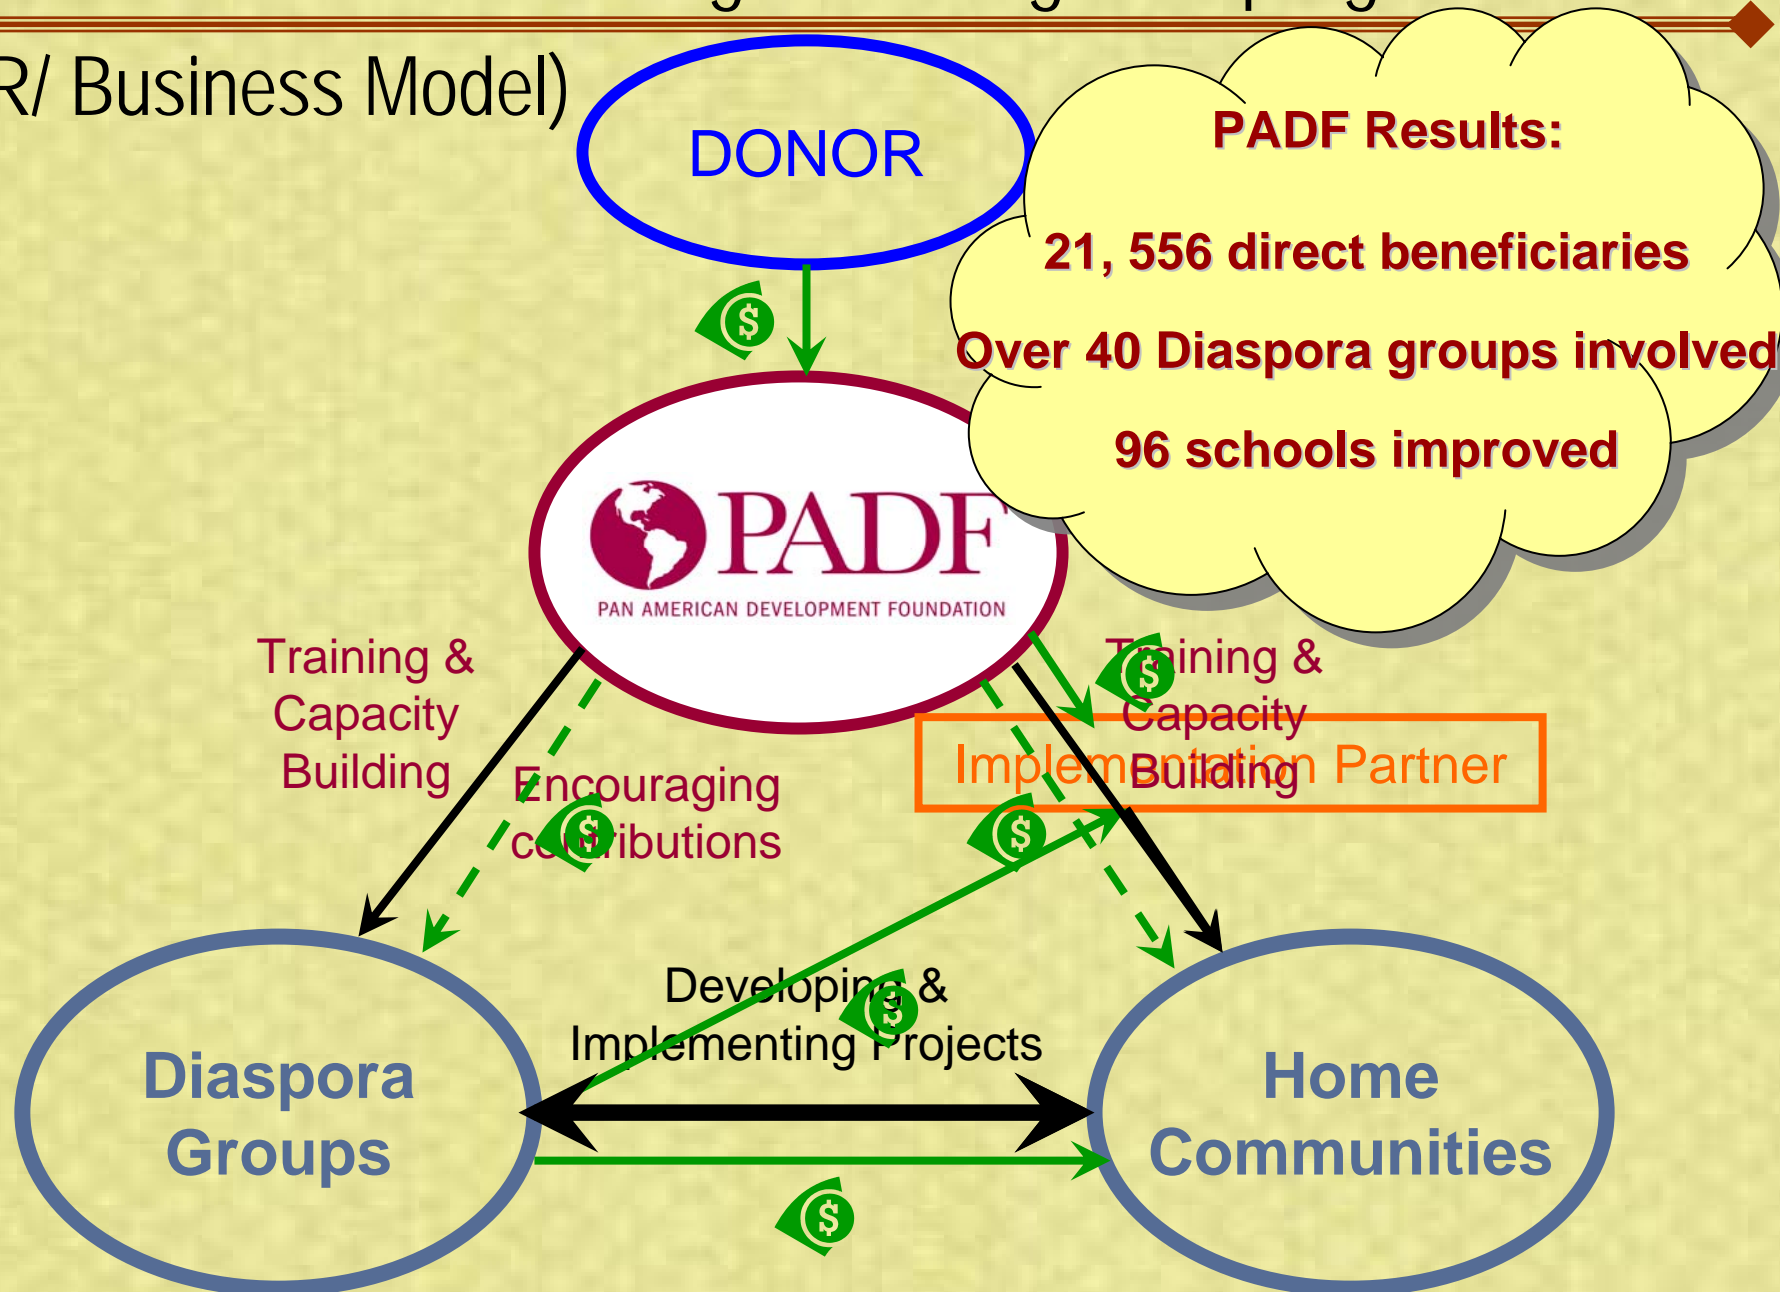 R/ Business Model)
DONOR
PADF Results:
21, 556 direct beneficiaries
Over 40 Diaspora groups involved
96 schools improved
PADF
PAN AMERICAN DEVELOPMENT FOUNDATION
Training &
Capacity
Building
Encouraging
contributions
Training &
Capacity
Building
Implementation Partner
Developing &
Implementing Projects
Diaspora
Groups
Home
Communities